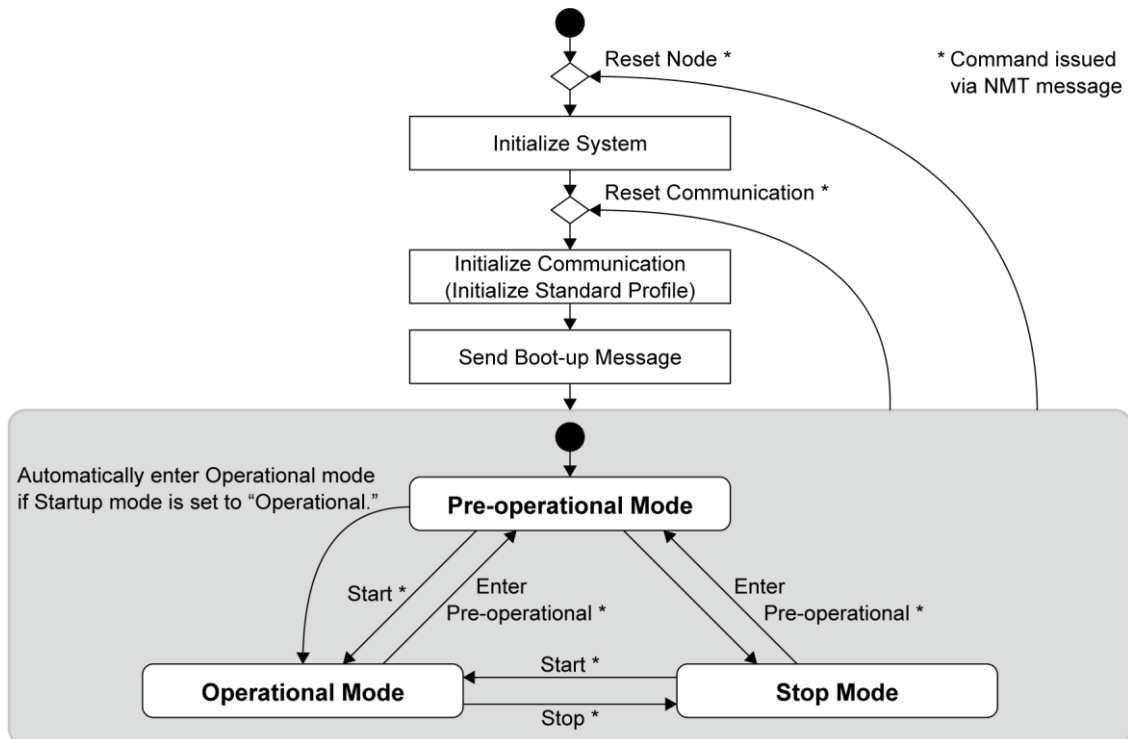 Reset Node *
* Command issued
via NMT message
Initialize System
Reset Communication *
Initialize Communication
(Initialize Standard Profile)
Send Boot-up Message
Automatically enter Operational mode
if Startup mode is set to “Operational.”
Pre-operational Mode
Start *
Enter
Pre-operational *
Enter
Pre-operational *
Operational Mode
Start *
Stop *
Stop Mode